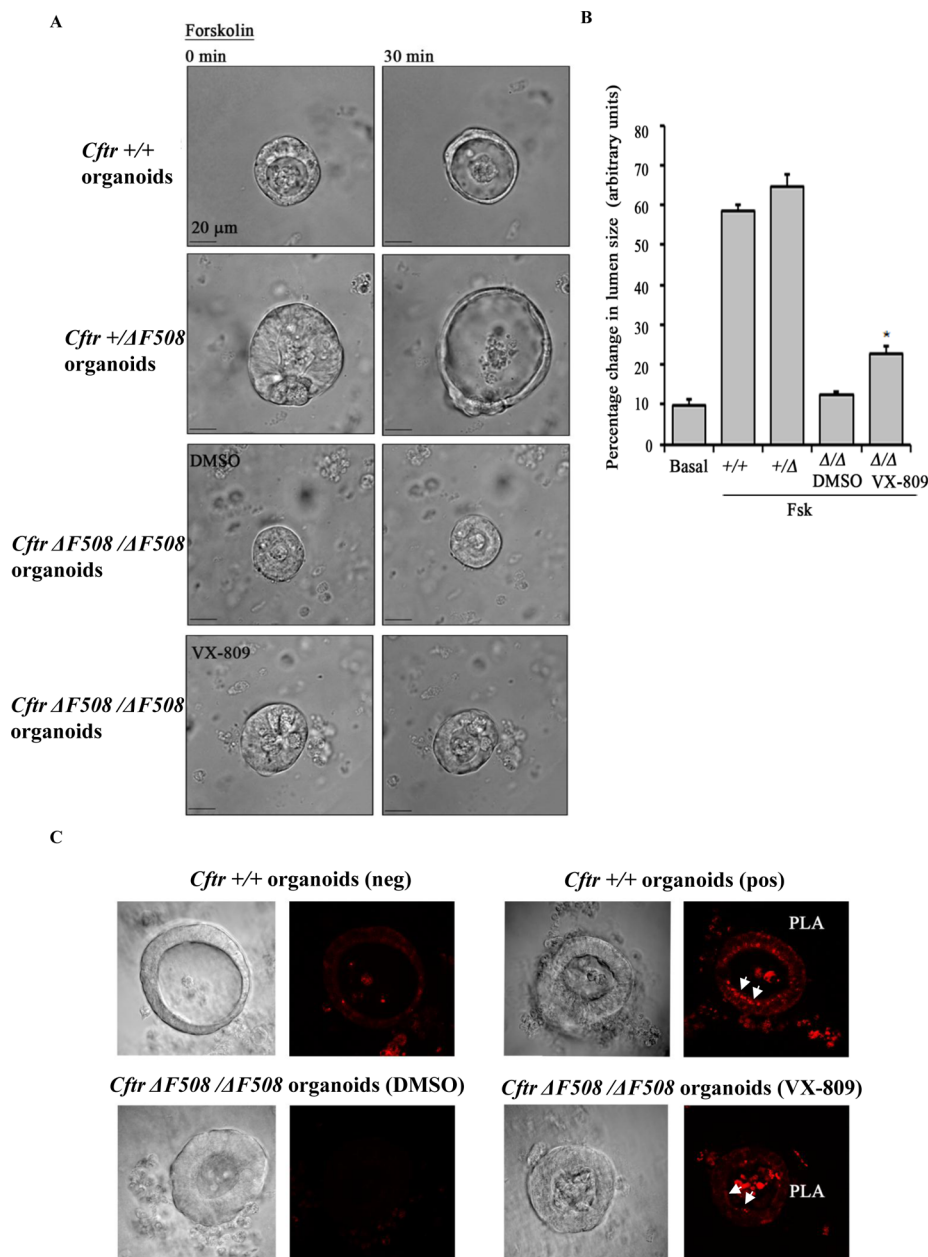 A
Forskolin
0 min
30 min
Cftr +/+
organoids
20 µm
Cftr +/ΔF508
organoids
DMSO
Cftr ΔF508 /ΔF508
organoids
VX-809
Cftr ΔF508 /ΔF508
organoids
B
Percentage change in lumen size (arbitrary units)
80
70
60
50
40
30
20
10
0
*
Basal
+/+
+/Δ
Δ/Δ
DMSO
Δ/Δ
VX-809
Fsk
C
Cftr +/+ organoids (neg)
Cftr +/+ organoids (pos)
PLA
Cftr ΔF508 /ΔF508 organoids (DMSO)
Cftr ΔF508 /ΔF508 organoids (VX-809)
PLA